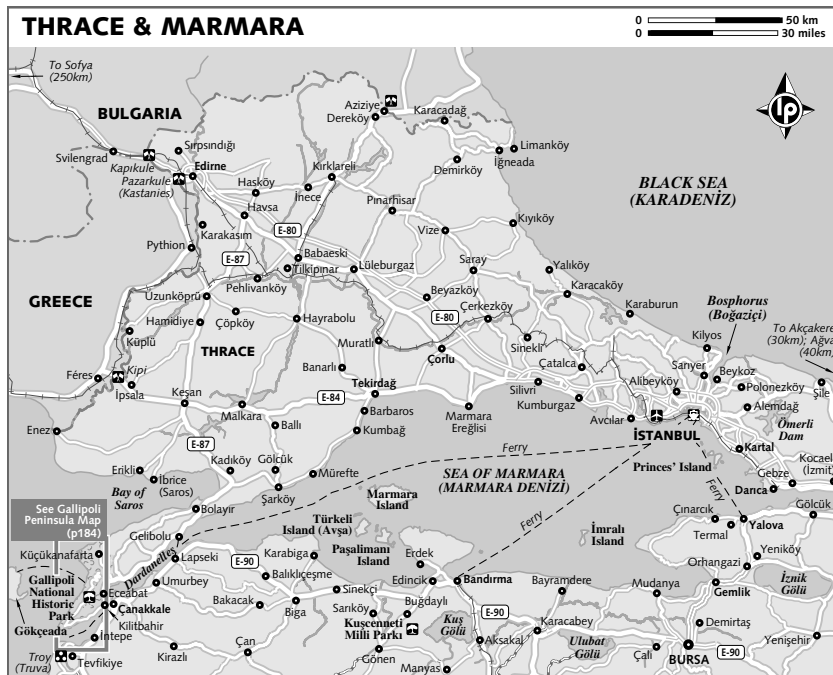 THRACE & MARMARA
0 50 km
0 30 miles
To Sofya
(250km)
BULGARIA
Aziziye
Dereköy
Karacadağ
Svilengrad
Sırpsındığı
Kapıkule
Edirne
Pazarkule
(Kastanies)
Kırklareli
Limanköy
İğneada
Demirköy
Hasköy
İnece
Havsa
Pınarhisar
BLACK SEA
(KARADENİZ)
Karakasım
Pythion
E-80
Vize
Kıyıköy
E-87
Babaeski
Tilkipınar
Lüleburgaz
Saray
Yalıköy
Pehlivanköy
GREECE
Uzunköprü
Beyazköy
Karacaköy
Karaburun
Bosphorus
(Boğaziçi)
Hamidiye
Çöpköy
Hayrabolu
Çerkezköy
E-80
To Akçakere
(30km); Ağva
(40km)
Küplü
THRACE
Muratlı
Çorlu
Sinekli
Kilyos
Çatalca
Sarıyer
Beykoz
Féres
Kipi
İpsala
Banarlı
Tekirdağ
Silivri
Kumburgaz
Alibeyköy
Polonezköy
Şile
Keşan
Malkara
E-84
Barbaros
Marmara
Ereğlisi
Avcılar
Alemdağ
Enez
Ballı
Kumbağ
İSTANBUL
Ömerli
Dam
E-87
Kartal
Kadıköy
Gölcük
Ferry
Princes' Island
Kocaeli
(İzmit)
Erikli
İbrice
(Saros)
Mürefte
SEA OF MARMARA
(MARMARA DENİZİ)
Gebze
Darıca
Bay of
Saros
Şarköy
Marmara
Island
Ferry
Gölcük
Bolayır
See Gallipoli
Peninsula Map
(p184)
Türkeli
Island (Avşa)
Ferry
İmralı
Island
Çınarcık
Yalova
Termal
Gelibolu
Paşalimanı
Island
Küçükanafarta
Dardanelles
Lapseki
Karabiga
Erdek
Yeniköy
Orhangazi
E-90
Gallipoli
National
Historic
Park
Umurbey
Balıklıçeşme
Edincik
Bandırma
Bayramdere
Mudanya
Gemlik
İznik
Gölü
Eceabat
Çanakkale
Kilitbahir
Bakacak
Biga
Sinekçi
Sarıköy
Buğdaylı
Kuşcenneti
Milli Parkı
E-90
Gökçeada
Kuş
Gölü
Karabey
Demirtaş
İntepe
Aksakal
Ulubat
Gölü
Yenişehir
Troy
(Truva)
Tevfikiye
Kirazlı
Çan
Gönen
Manyas
Çali
BURSA
E-90